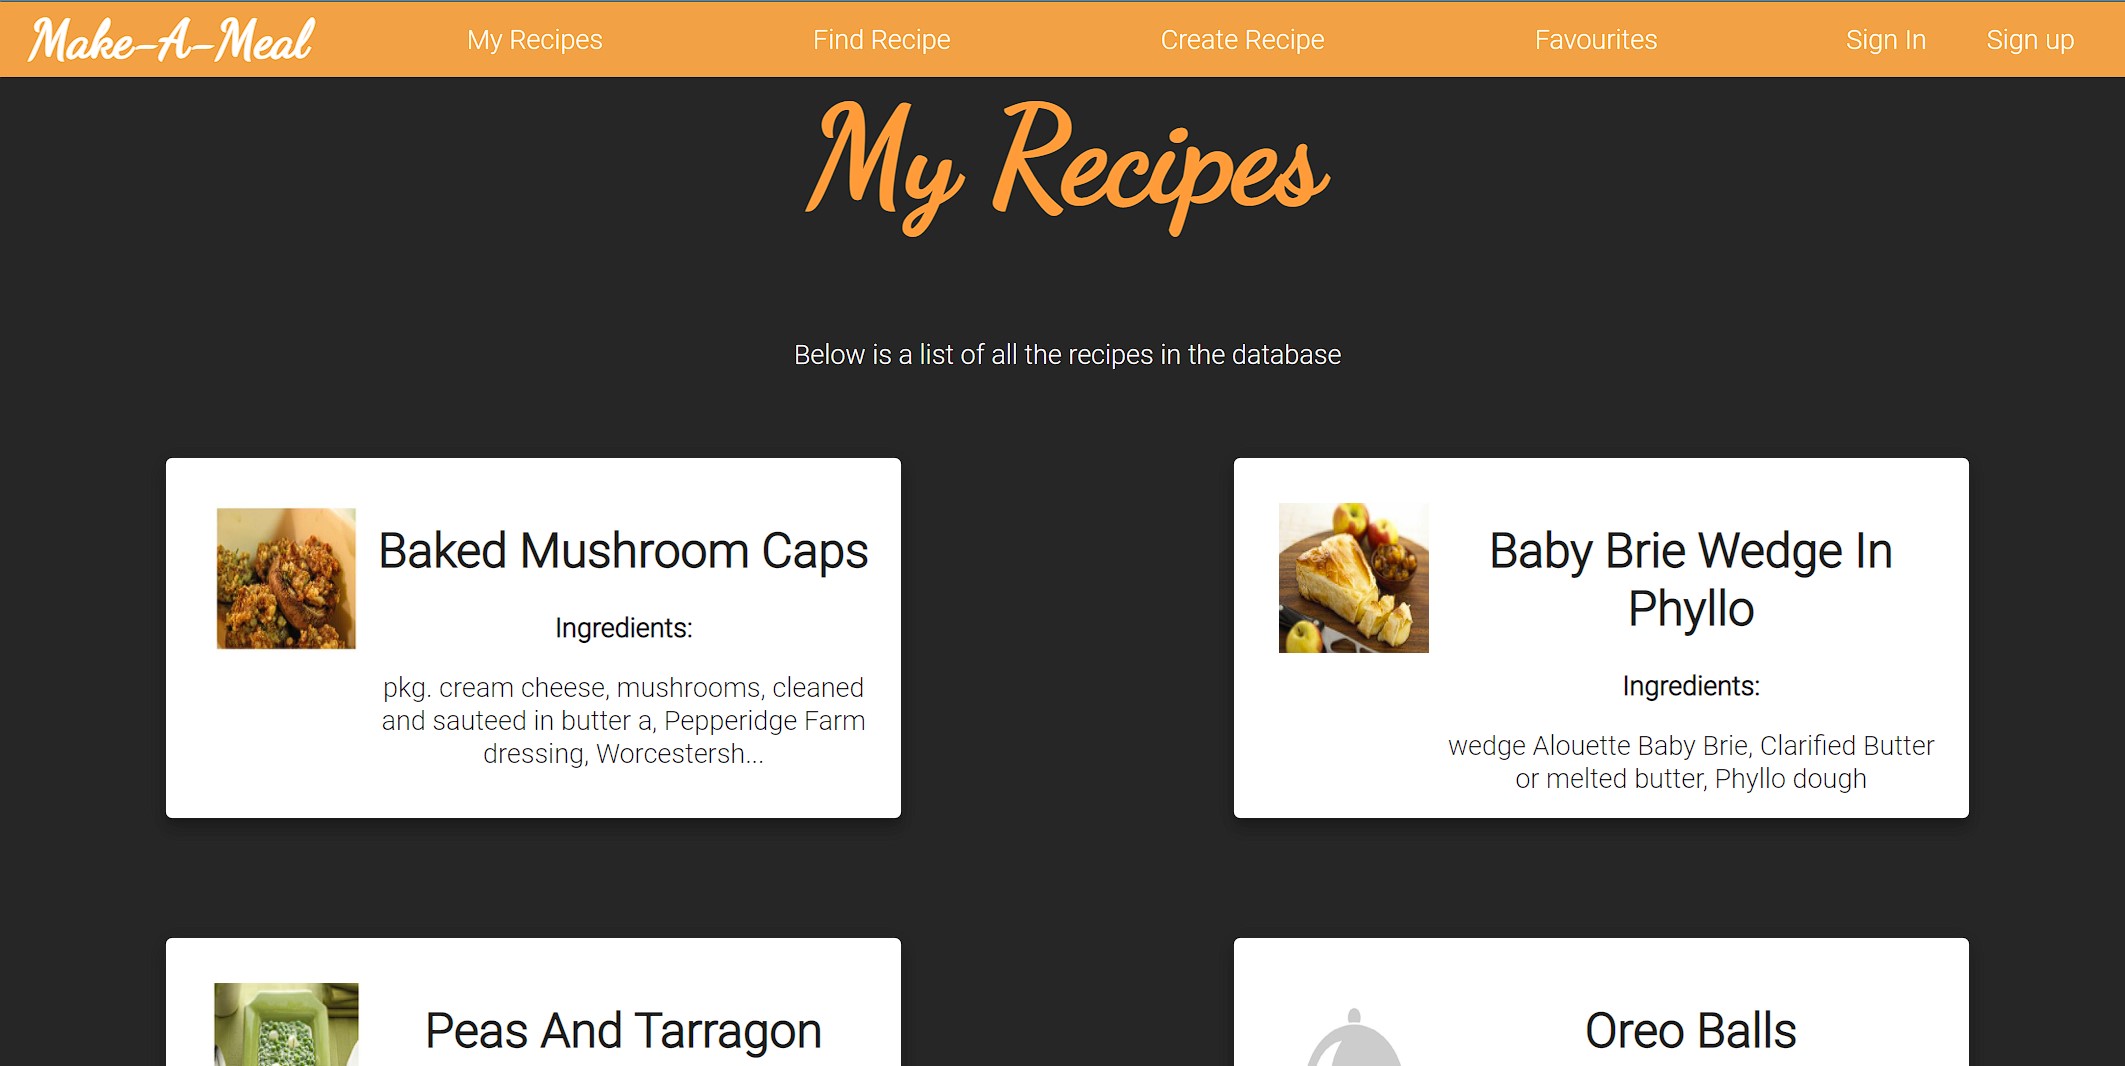 Make-A-Meal My Recipes Find Recipe Create Recipe Favourites Sign In Sign up
My Recipes
Below is a list of all the recipes in the database
Baked Mushroom Caps
Ingredients:
pkg. cream cheese, mushrooms, cleaned
and sauteed in butter a, Pepperidge Farm
dressing, Worcestersh...
Baby Brie Wedge In
Phyllo
Ingredients:
wedge Alouette Baby Brie, Clarified Butter
or melted butter, Phyllo dough
Peas And Tarragon
Oreo Balls